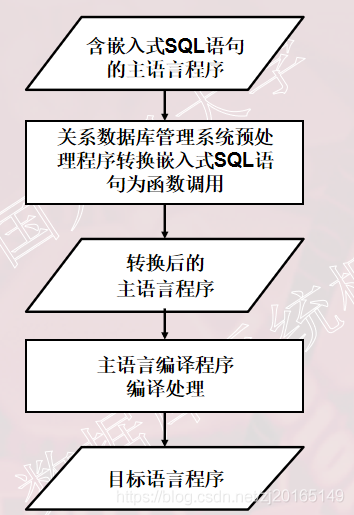 含嵌入式SQL语句
的主语言程序
关系数据库管理系统预处
理程序转换嵌入式SQL语
句为函数调用
转换后的
主语言程序
主语言编译程序
编译处理
目标语言程序
https://blog.csdn.net/zj20165149